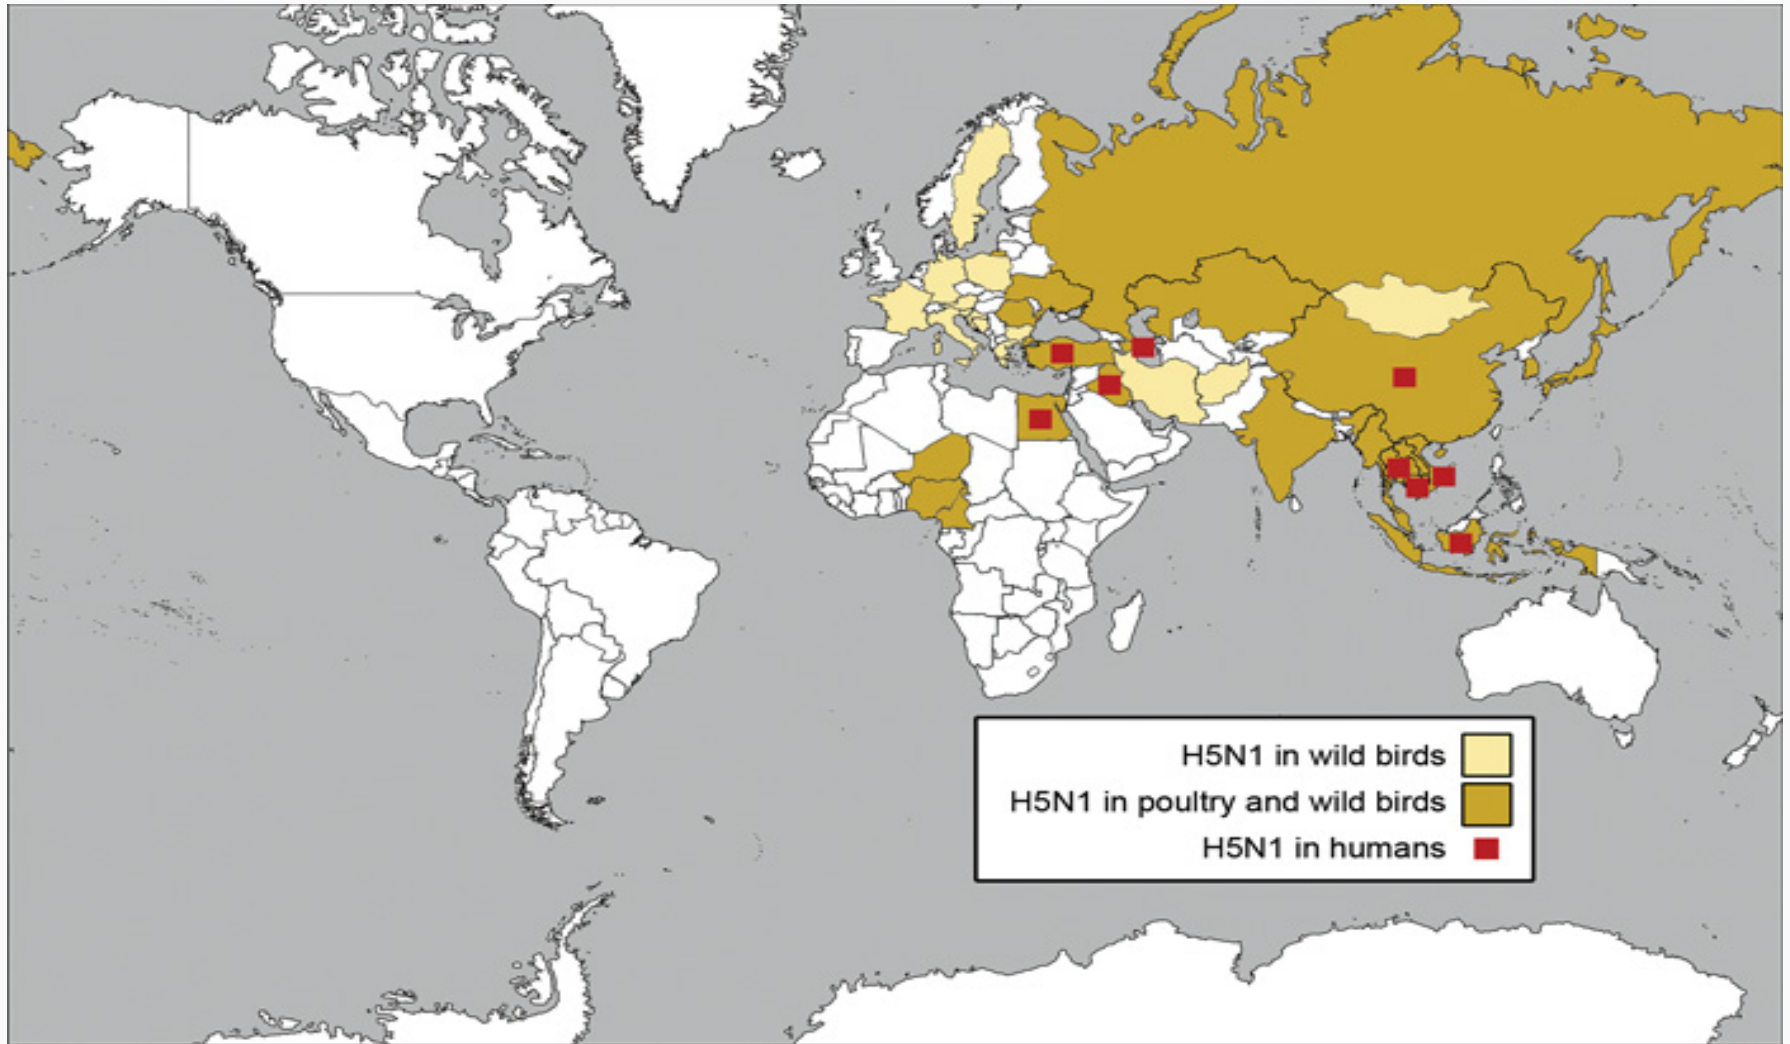 H5N1 in wild birds
H5N1 in poultry and wild birds
H5N1 in humans